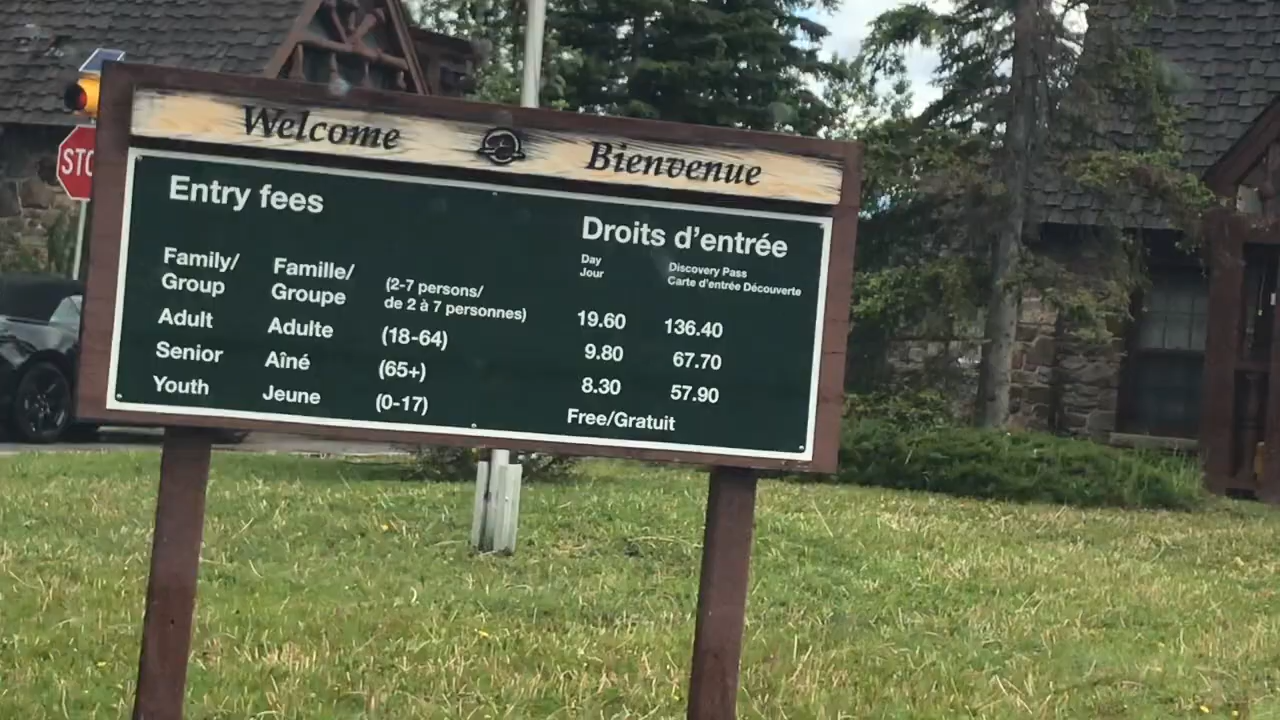 Welcome Bienvenue
STO
Entry fees
Droits d'entrée
Day
Jour
Discovery Pass
Carte d'entrée Découverte
Family/
Group
Famille/
Groupe
(2-7 persons/
de 2 à 7 personnes)
19.60 136.40
Adult Adulte (18-64) 9.80 67.70
Senior Aîné (65+) 8.30 57.90
Youth Jeune (0-17) Free/Gratuit